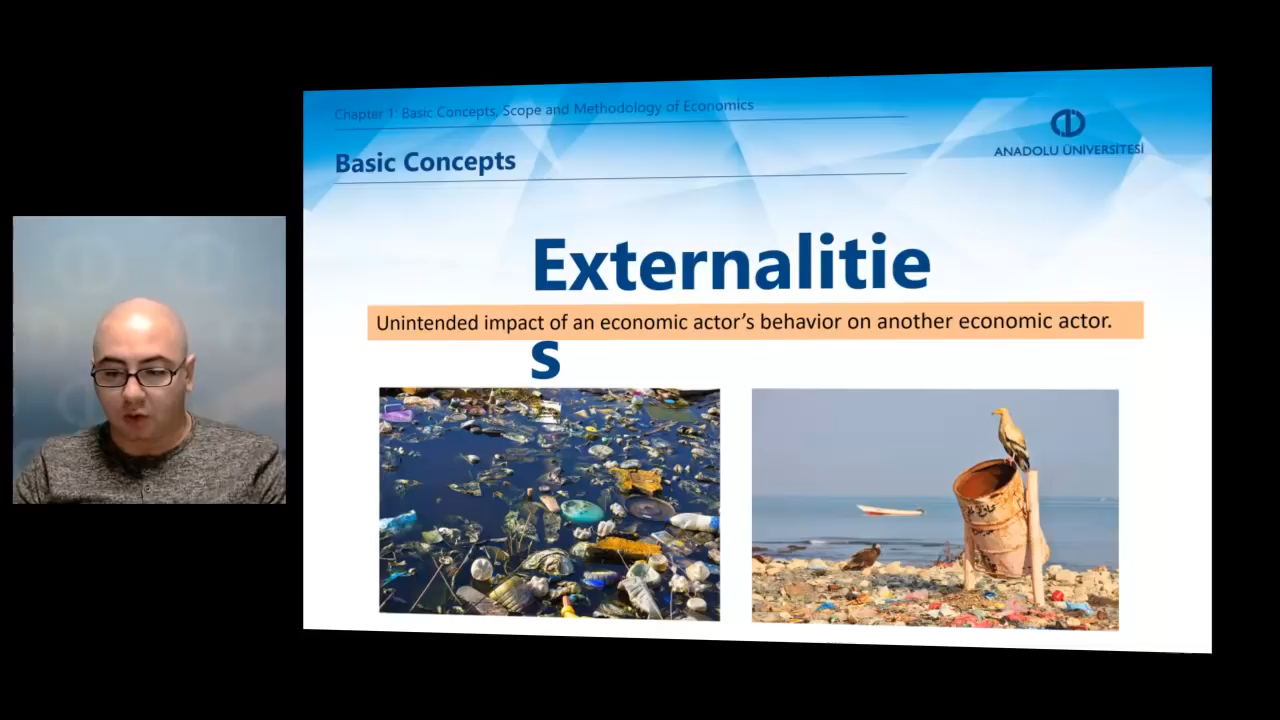 Chapter 1: Basic Concepts, Scope and Methodology of Economics
ANADOLU ÜNİVERSİTESİ
Basic Concepts
Externalitie
Unintended impact of an economic actor's behavior on another economic actor.
s